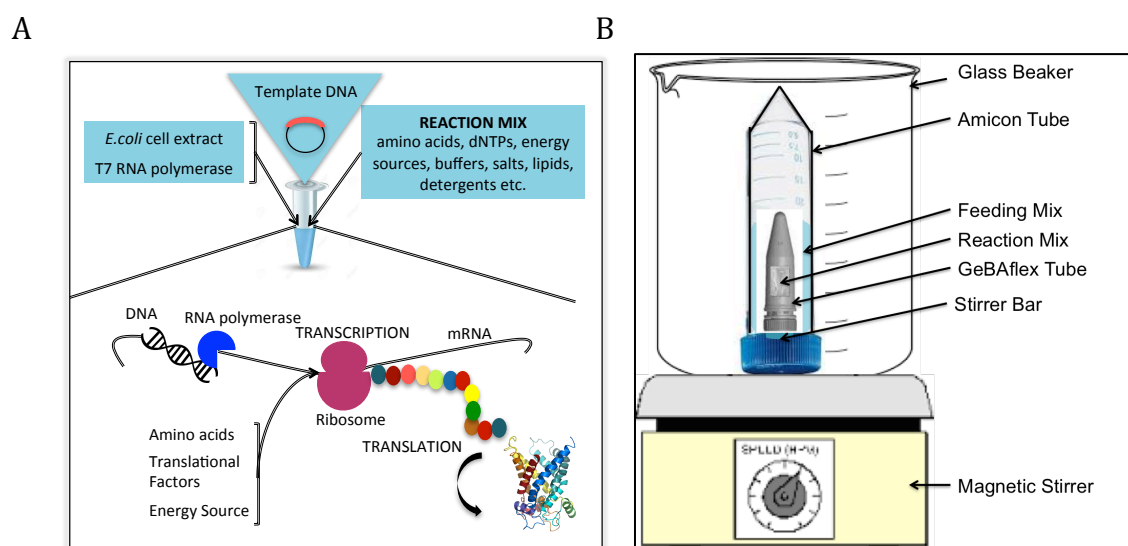 A
Template DNA
E.coli cell extract
T7 RNA polymerase
REACTION MIX
amino acids, dNTPs, energy
sources, buffers, salts, lipids,
detergents etc.
DNA
RNA polymerase
TRANSCRIPTION
mRNA
Ribosome
Amino acids
Translational
Factors
Energy Source
TRANSLATION
B
Glass Beaker
Amicon Tube
Feeding Mix
Reaction Mix
GeBAflex Tube
Stirrer Bar
Magnetic Stirrer